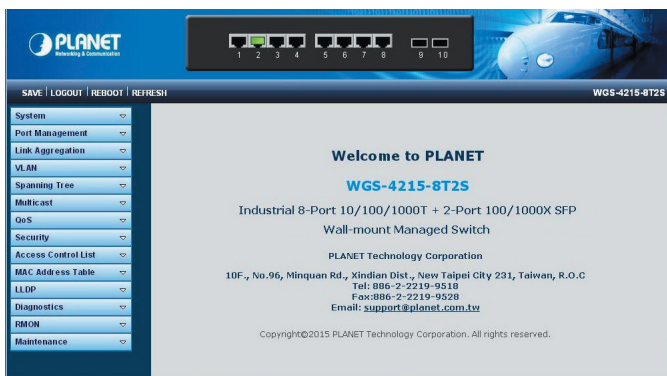 PLANET
Networking & Communication
1 2 3 4 5 6 7 8 9 10
SAVE | LOGOUT | REBOOT | REFRESH
WGS-4215-8T2S
System
Port Management
Link Aggregation
VLAN
Spanning Tree
Multicast
QoS
Security
Access Control List
MAC Address Table
LLDP
Diagnostics
RMON
Maintenance
Welcome to PLANET
WGS-4215-8T2S
Industrial 8-Port 10/100/1000T + 2-Port 100/1000X SFP
Wall-mount Managed Switch
PLANET Technology Corporation
10F., No.96, Minquan Rd., Xindian Dist., New Taipei City 231, Taiwan, R.O.C
Tel: 886-2-2219-9518
Fax:886-2-2219-9528
Email: support@planet.com.tw
Copyright©2015 PLANET Technology Corporation. All rights reserved.